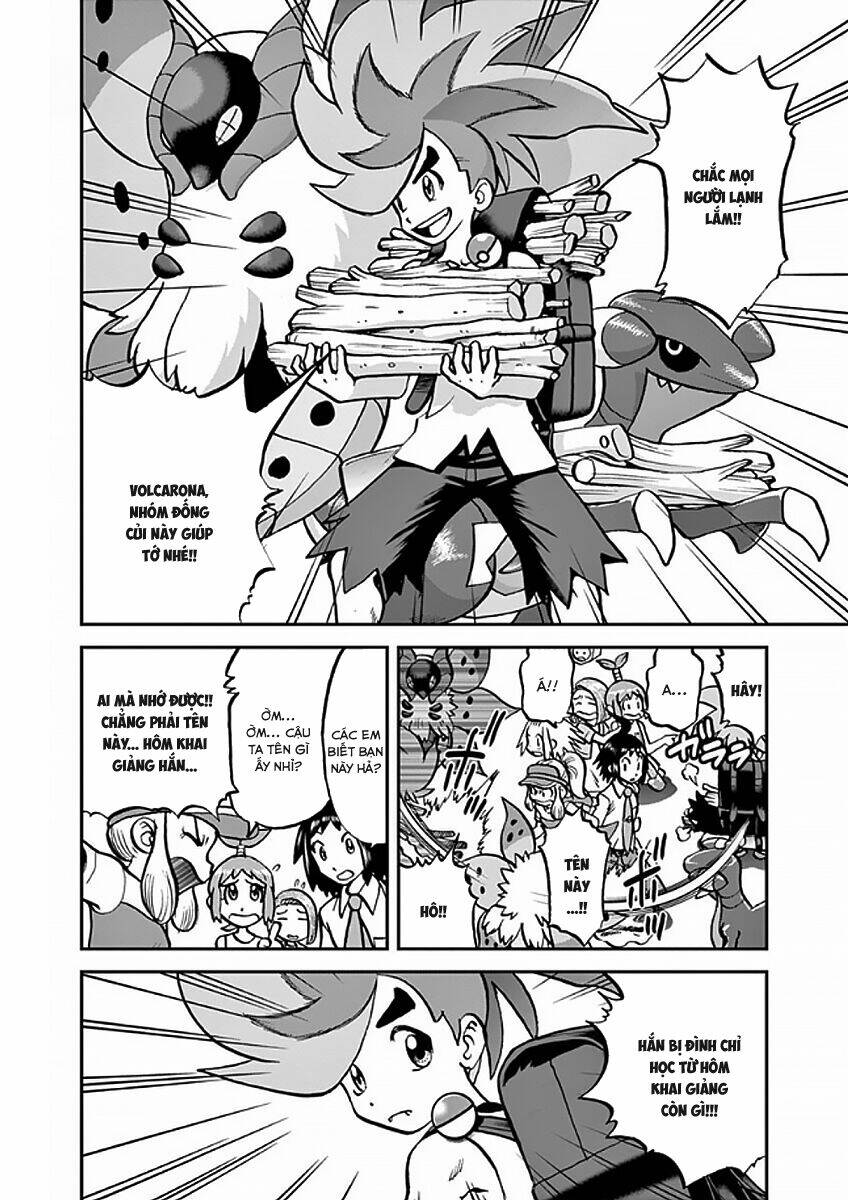 CHẮC MỌI
NGƯỜI LẠNH
LẮM!!
VOLCARONA,
NHÓM ĐỐNG
CỦI NÀY GIÚP
TỚ NHÉ!!
HÂY!
A...
Á!!
TÊN
NÀY
...!!
HÔ!!
CÁC EM
BIẾT BẠN
NÀY HẢ?
ỜM...
ỜM... CẬU
TA TÊN GÌ
ẤY NHỈ?
AI MÀ NHỚ ĐƯỢC!!
CHẲNG PHẢI TÊN
NÀY... HÔM KHAI
GIẢNG HẮN...
HẮN BỊ ĐÌNH CHỈ
HỌC TỪ HÔM
KHAI GIẢNG
CÒN GÌ!!!